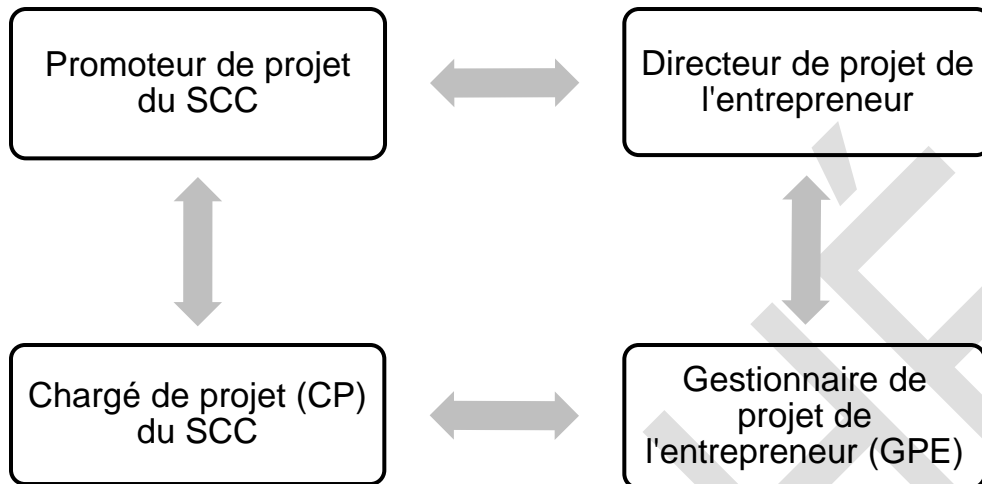 Promoteur de projet
du SCC
Directeur de projet de
l'entrepreneur
Chargé de projet (CP)
du SCC
Gestionnaire de
projet de
l'entrepreneur (GPE)